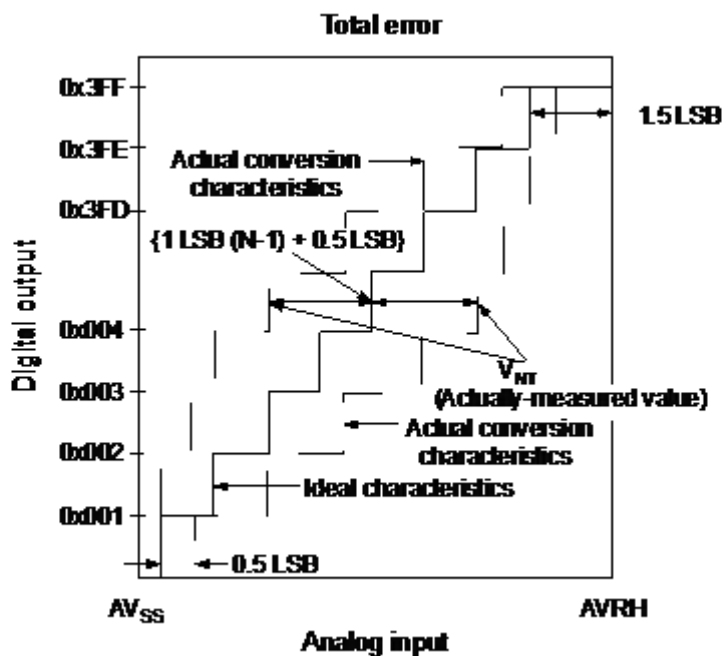 Total error
0x3FF
1.5 LSB
0x3FE
Actual conversion
characteristics
0x3FD
{1 LSB (N-1) + 0.5 LSB}
Digital output
0x004
0x003
VNT
(Actually-measured value)
Actual conversion
characteristics
0x002
Ideal characteristics
0x001
0.5 LSB
AVSS
AVRH
Analog input